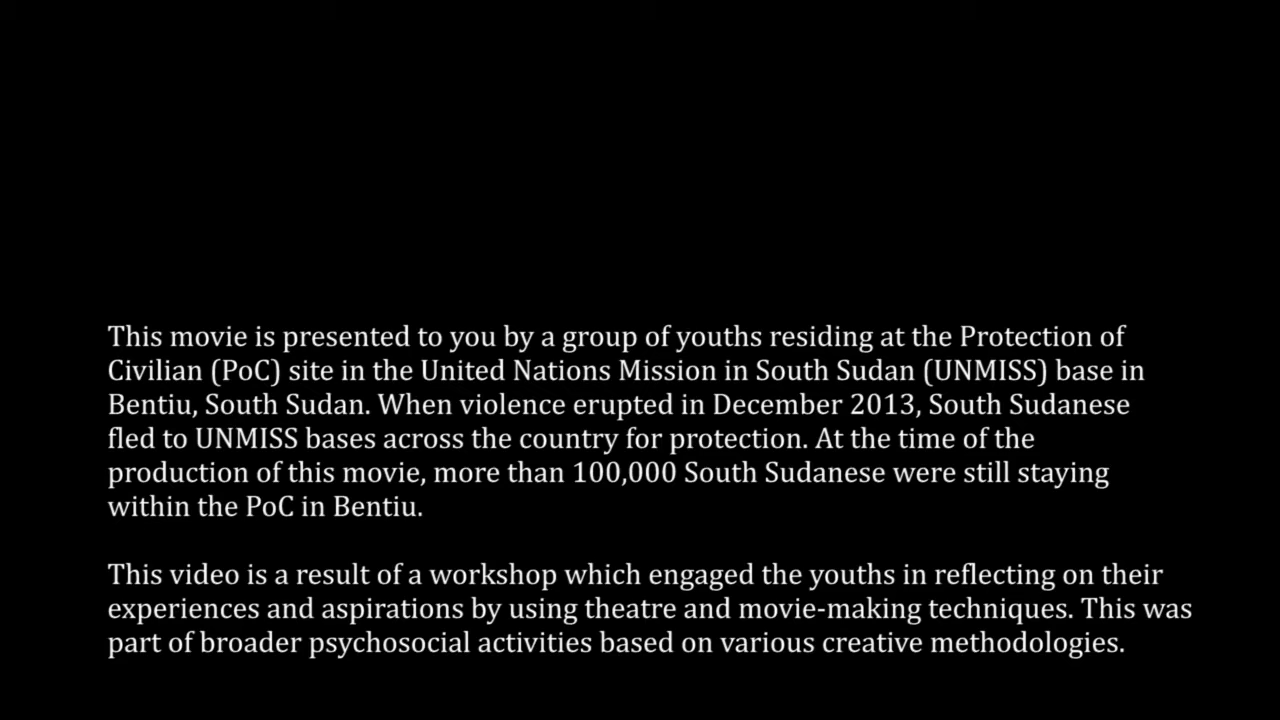 This movie is presented to you by a group of youths residing at the Protection of
Civilian (PoC) site in the United Nations Mission in South Sudan (UNMISS) base in
Bentiu, South Sudan. When violence erupted in December 2013, South Sudanese
fled to UNMISS bases across the country for protection. At the time of the
production of this movie, more than 100,000 South Sudanese were still staying
within the PoC in Bentiu.
This video is a result of a workshop which engaged the youths in reflecting on their
experiences and aspirations by using theatre and movie-making techniques. This was
part of broader psychosocial activities based on various creative methodologies.